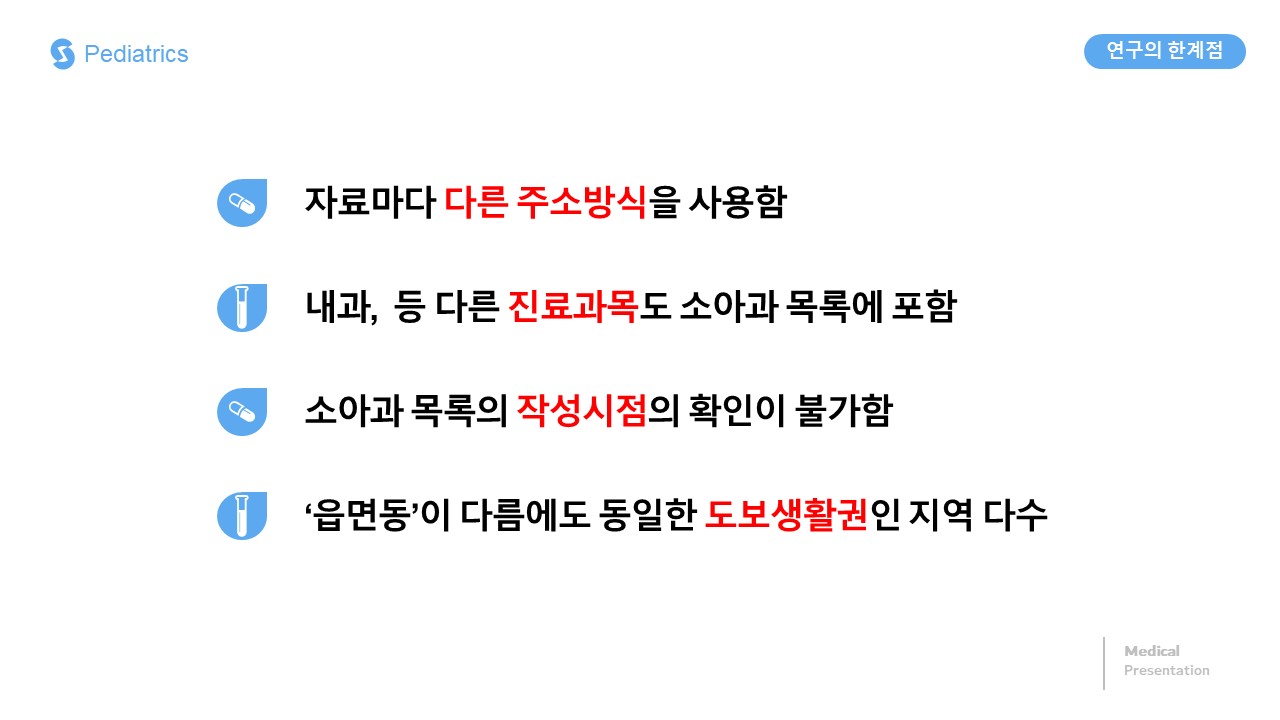 Pediatrics
연구의 한계점
자료마다 다른 주소방식을 사용함
내과,  등 다른 진료과목도 소아과 목록에 포함
소아과 목록의 작성시점의 확인이 불가함
‘읍면동’이 다름에도 동일한 도보생활권인 지역 다수
Medical
Presentation